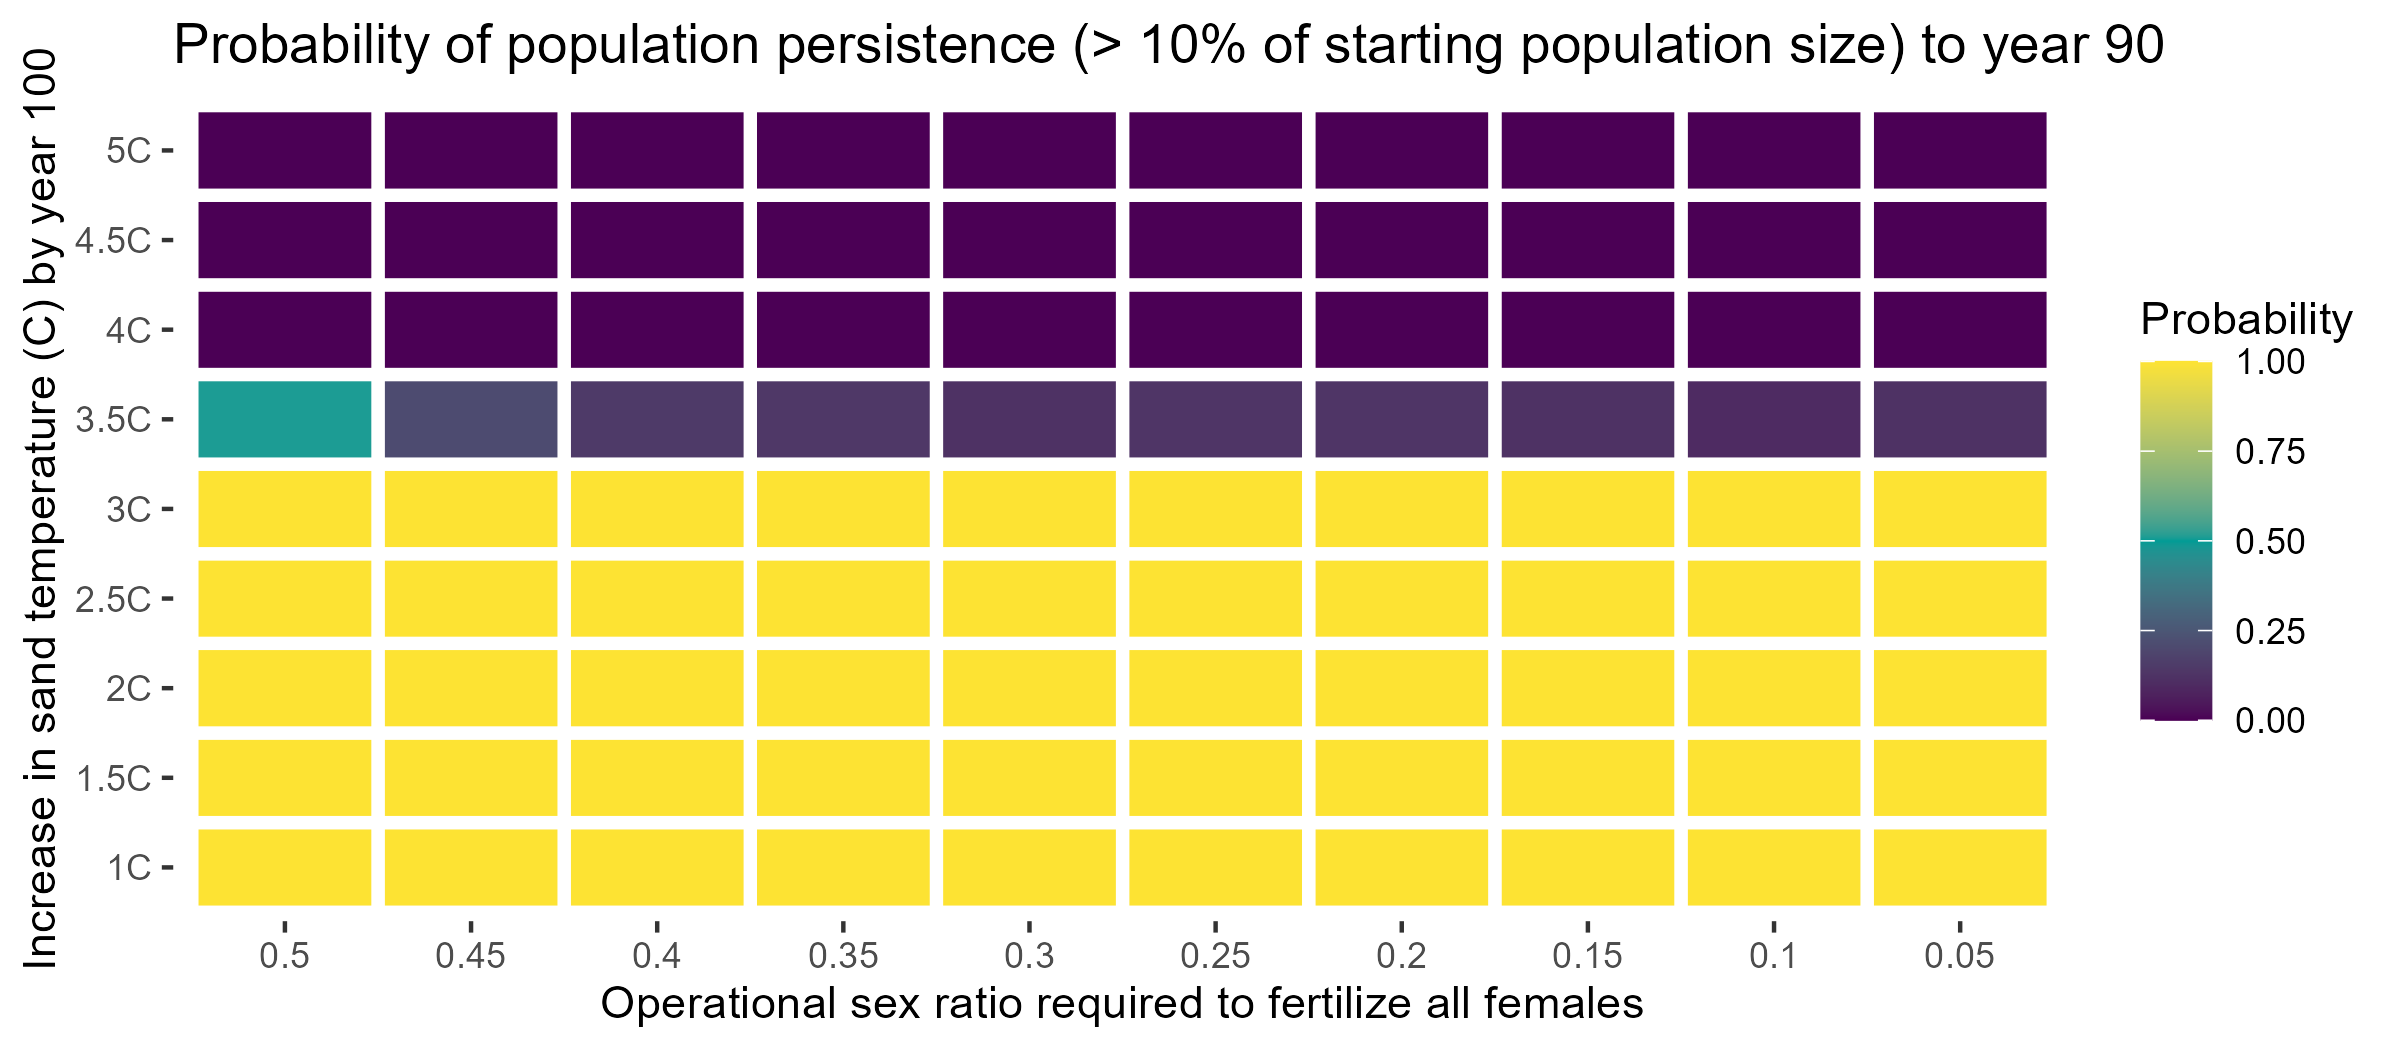 Probability of population persistence (> 10% of starting population size) to year 90
Increase in sand temperature (C) by year 100
5C
4.5C
4C
3.5C
3C
2.5C
2C
1.5C
1C
0.5 0.45 0.4 0.35 0.3 0.25 0.2 0.15 0.1 0.05
Operational sex ratio required to fertilize all females
Probability
1.00
0.75
0.50
0.25
0.00